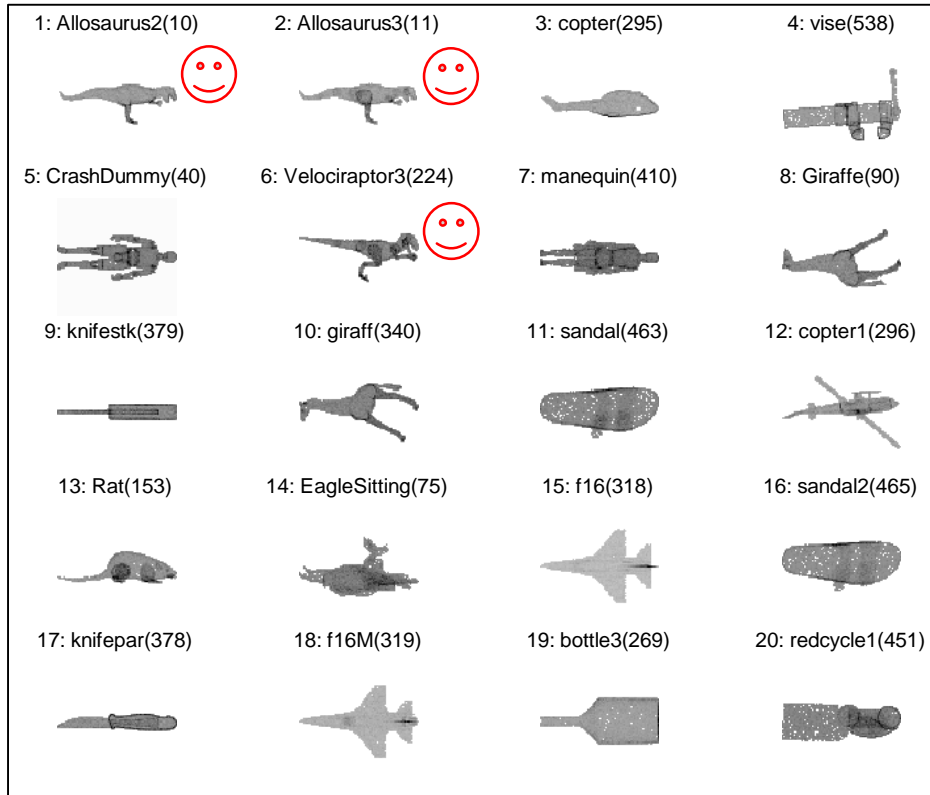 1: Allosaurus2(10)
2: Allosaurus3(11)
3: copter(295)
4: vise(538)
5: CrashDummy(40)
6: Velociraptor3(224)
7: manequin(410)
8: Giraffe(90)
9: knifestk(379)
10: giraff(340)
11: sandal(463)
12: copter1(296)
13: Rat(153)
14: EagleSitting(75)
15: f16(318)
16: sandal2(465)
17: knifepar(378)
18: f16M(319)
19: bottle3(269)
20: redcycle1(451)